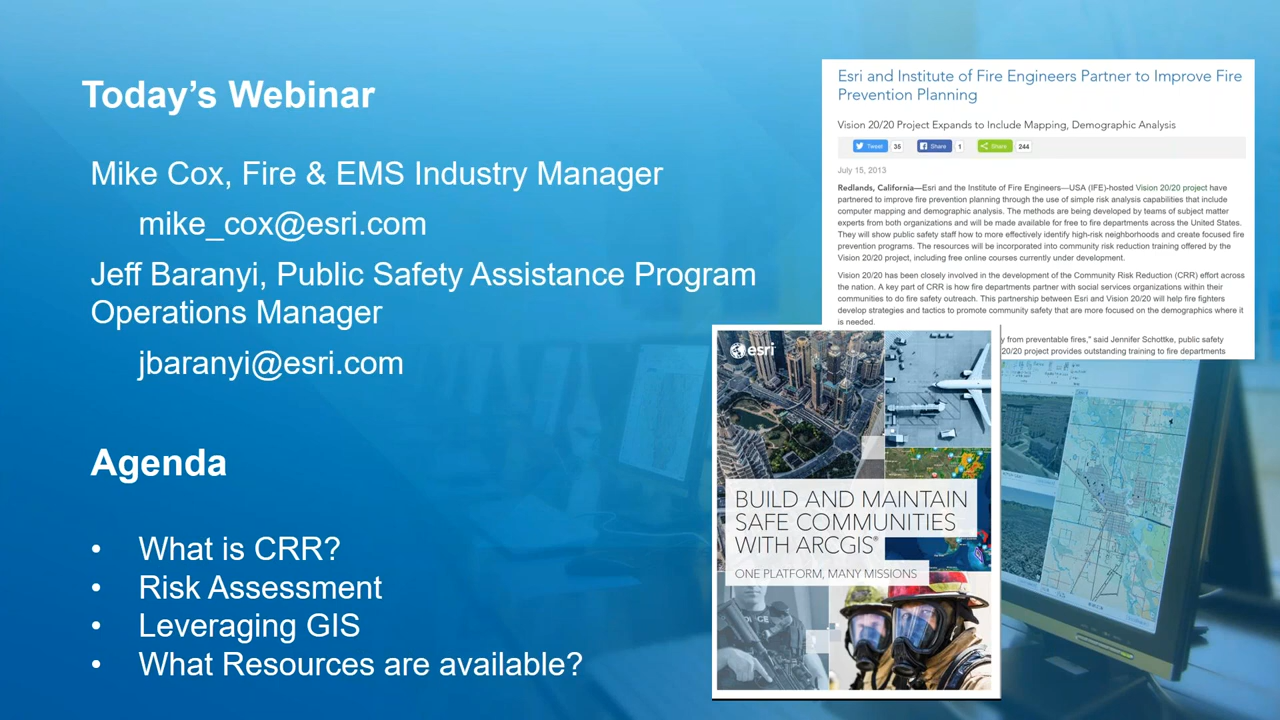 Today's Webinar
Mike Cox, Fire & EMS Industry Manager
mike_cox@esri.com
Jeff Baranyi, Public Safety Assistance Program
Operations Manager
jbaranyi@esri.com
Agenda
• What is CRR?
• Risk Assessment
• Leveraging GIS
• What Resources are available?
Esri and Institute of Fire Engineers Partner to Improve Fire
Prevention Planning
Vision 20/20 Project Expands to Include Mapping, Demographic Analysis
Tweet 35 Share 1 Share 244
July 15, 2013
Redlands, California—Esri and the Institute of Fire Engineers—USA (IFE)-hosted Vision 20/20 project have
partnered to improve fire prevention planning through the use of simple risk analysis capabilities that include
computer mapping and demographic analysis. The methods are being developed by teams of subject matter
experts from both organizations and will be made available for free to fire departments across the United States.
They will show public safety staff how to more effectively identify high-risk neighborhoods and create focused fire
prevention programs. The resources will be incorporated into community risk reduction training offered by the
Vision 20/20 project, including free online courses currently under development.
Vision 20/20 has been closely involved in the development of the Community Risk Reduction (CRR) effort across
the nation. A key part of CRR is how fire departments partner with social services organizations within their
communities to do fire safety outreach. This partnership between Esri and Vision 20/20 will help fire fighters
develop strategies and tactics to promote community safety that are more focused on the demographics where it
is needed.
y from preventable fires," said Jennifer Schottke, public safety
20/20 project provides outstanding training to fire departments
esri
BUILD AND MAINTAIN
SAFE COMMUNITIES
WITH ARCGIS®
ONE PLATFORM, MANY MISSIONS